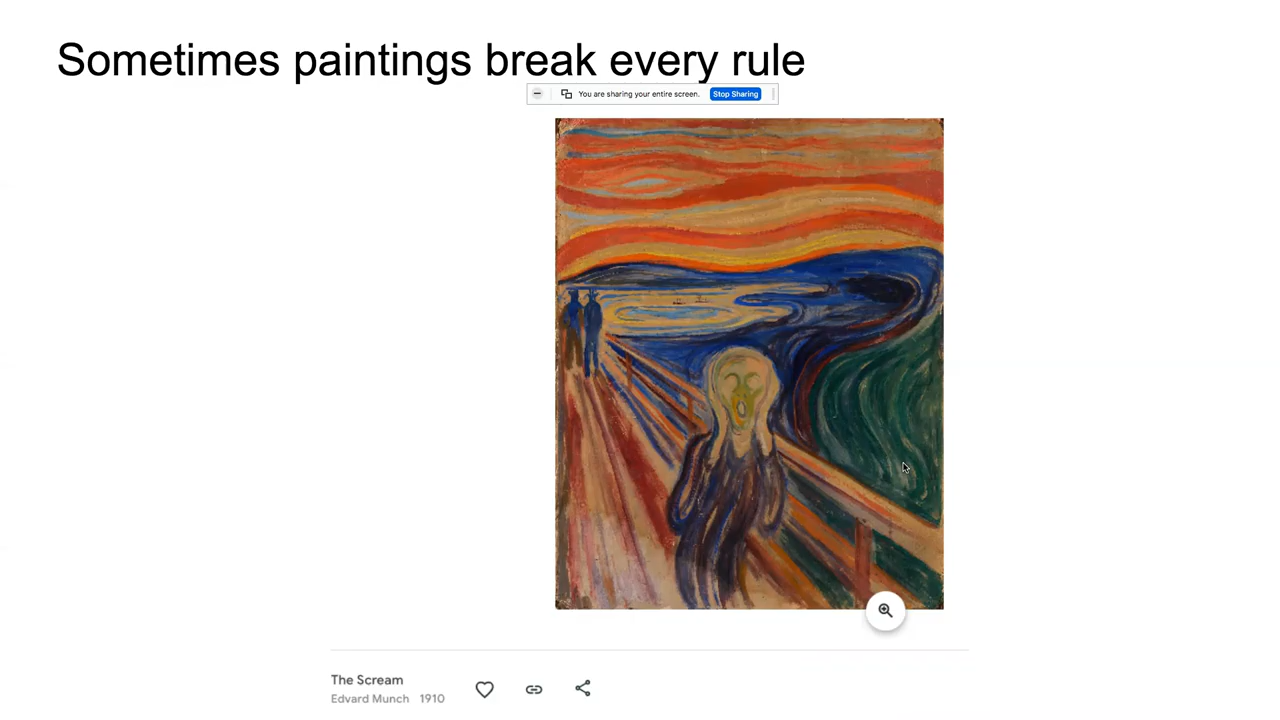 Sometimes paintings break every rule
You are sharing your entire screen. Stop Sharing
The Scream
Edvard Munch 1910